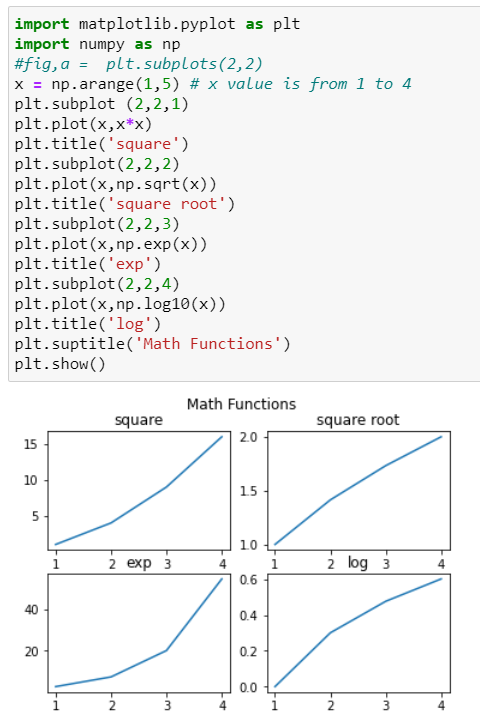 import matplotlib.pyplot as plt
import numpy as np
#fig,a =  plt.subplots(2,2)
x = np.arange(1,5) # x value is from 1 to 4
plt.subplot (2,2,1)
plt.plot(x,x*x)
plt.title('square')
plt.subplot(2,2,2)
plt.plot(x,np.sqrt(x))
plt.title('square root')
plt.subplot(2,2,3)
plt.plot(x,np.exp(x))
plt.title('exp')
plt.subplot(2,2,4)
plt.plot(x,np.log10(x))
plt.title('log')
plt.suptitle('Math Functions')
plt.show()
Math Functions
square
15
10
5
1 2 3 4
square root
2.0
1.5
1.0
1 2 3 4
exp
40
20
1 2 3 4
log
0.6
0.4
0.2
0.0
1 2 3 4